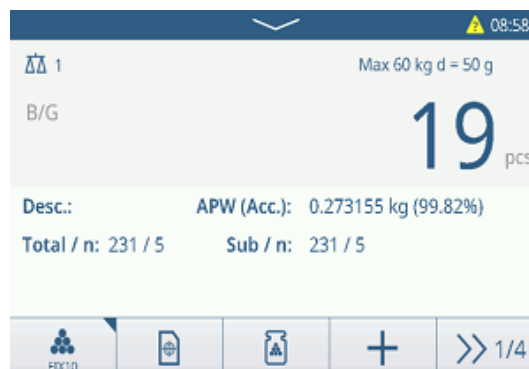 08:58
1
Max 60 kg d = 50 g
B/G
19 pcs
Desc.: APW (Acc.): 0.273155 kg (99.82%)
Total / n: 231 / 5 Sub / n: 231 / 5
FIX10
1/4